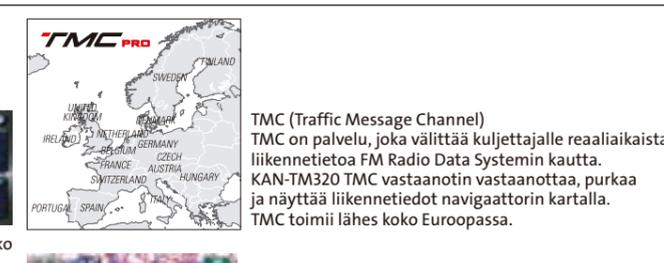 TMC PRO
FINLAND
SWEDEN
UNITED
KINGDOM
DENMARK
IRELAND
NETHERLAND
GERMANY
BELGIUM
CZECH
FRANCE
AUSTRIA
SWITZERLAND
HUNGARY
ITALY
PORTUGAL
SPAIN
TMC (Traffic Message Channel)
TMC on palvelu, joka välittää kuljettajalle reaaliaikaista
liikennetietoa FM Radio Data Systemin kautta.
KAN-TM320 TMC vastaanotin vastaanottaa, purkaa
ja näyttää liikennetiedot navigaattorin kartalla.
TMC toimii lähes koko Euroopassa.
ko